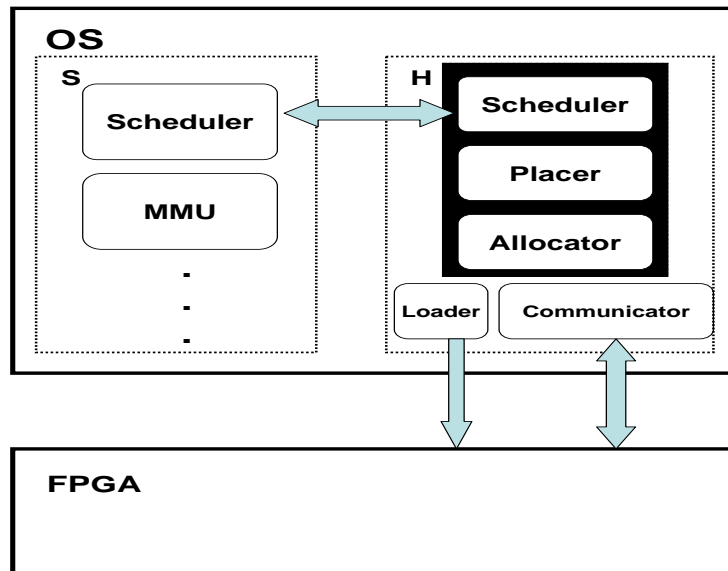 OS
S
Scheduler
MMU
.
.
.
H
Scheduler
Placer
Allocator
Loader
Communicator
FPGA